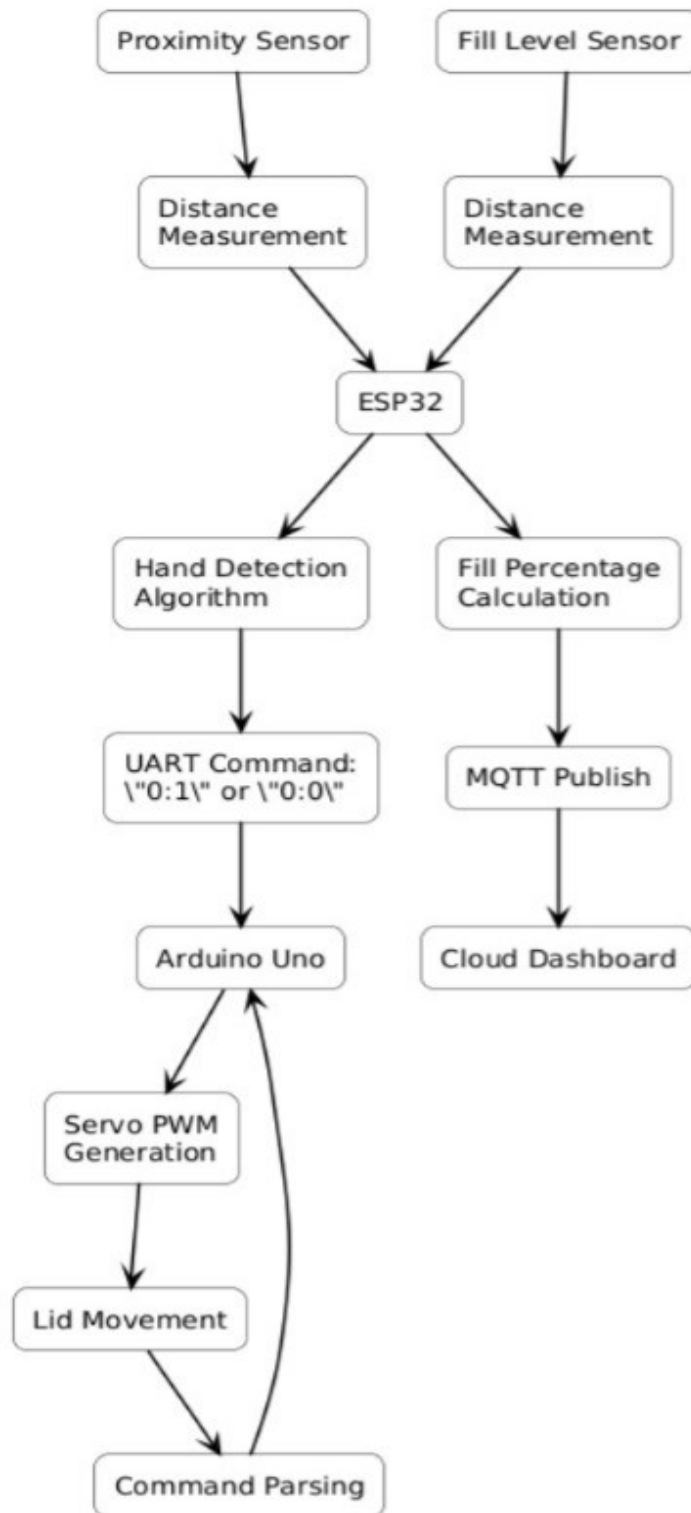 Proximity Sensor
Fill Level Sensor
Distance
Measurement
Distance
Measurement
ESP32
Hand Detection
Algorithm
Fill Percentage
Calculation
UART Command:
\"0:1\" or \"0:0\"
MQTT Publish
Arduino Uno
Cloud Dashboard
Servo PWM
Generation
Lid Movement
Command Parsing